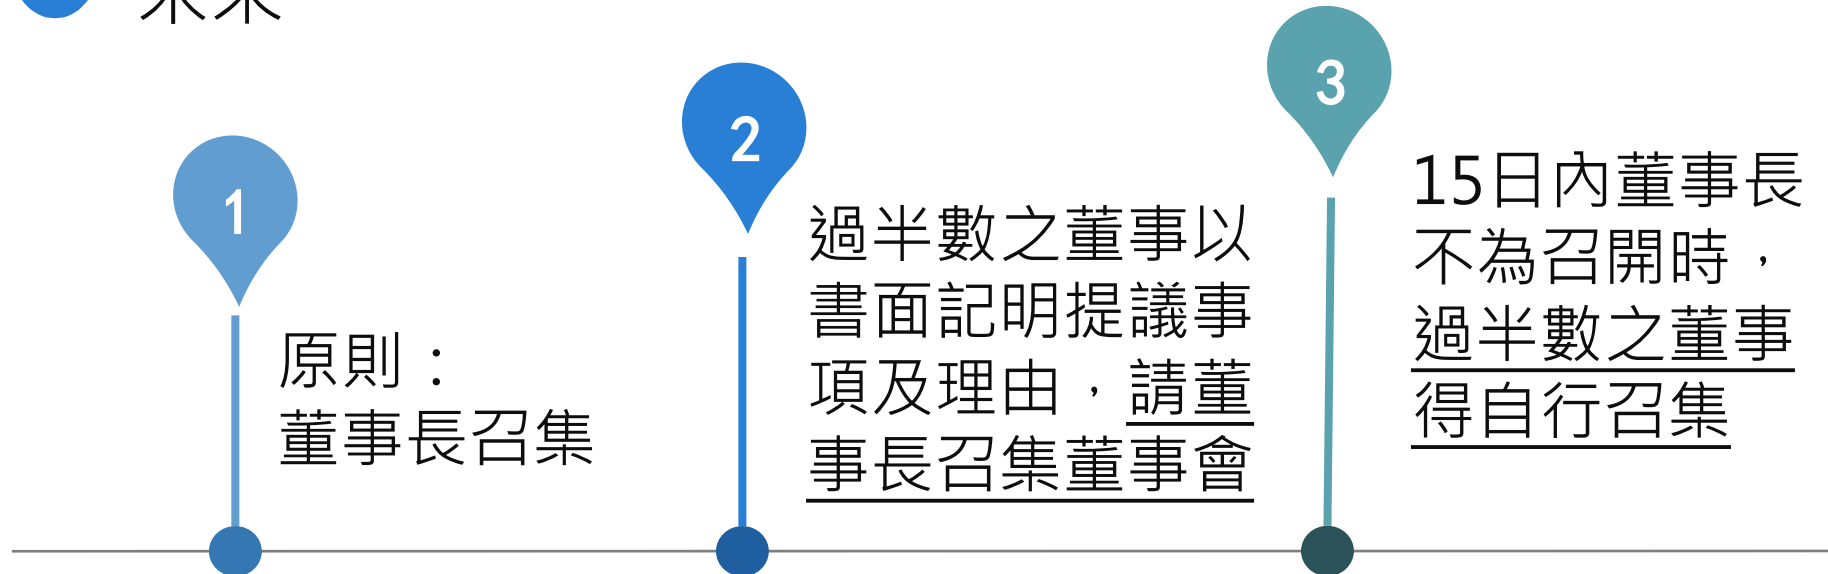 1
原則：
董事長召集
2
過半數之董事以
書面記明提議事
項及理由，請董
事長召集董事會
3
15日內董事長
不為召開時，
過半數之董事
得自行召集